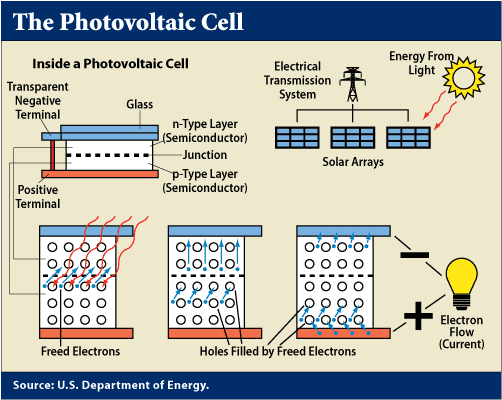 The Photovoltaic Cell
Inside a Photovoltaic Cell
Transparent
Negative
Terminal
Glass
n-Type Layer
(Semiconductor)
Junction
p-Type Layer
(Semiconductor)
Positive
Terminal
Electrical
Transmission
System
Energy From
Light
Solar Arrays
Freed Electrons
Holes Filled by Freed Electrons
−
+
Electron
Flow
(Current)
Source: U.S. Department of Energy.